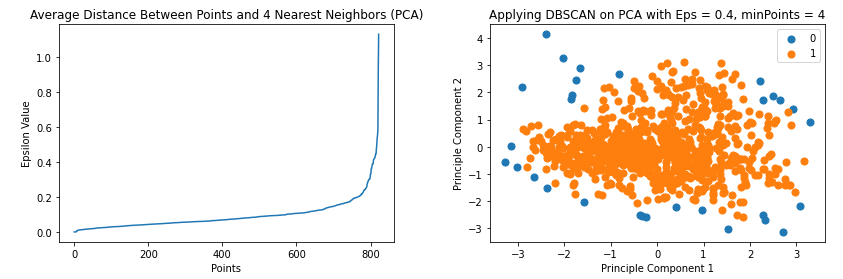 Average Distance Between Points and 4 Nearest Neighbors (PCA)
Epsilon Value
1.0
0.8
0.6
0.4
0.2
0.0
0 200 400 600 800
Points
Applying DBSCAN on PCA with Eps = 0.4, minPoints = 4
Principle Component 2
4
3
2
1
0
−1
−2
−3
0
1
−3 −2 −1 0 1 2 3
Principle Component 1